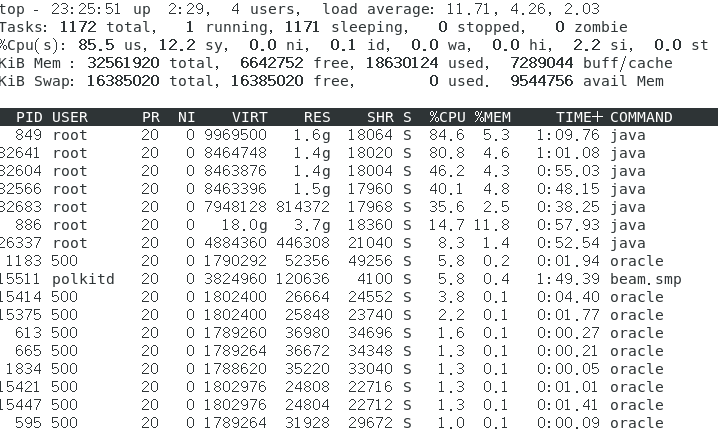 top - 23:25:51 up  2:29,  4 users,  load average: 11.71, 4.26, 2.03
Tasks: 1172 total,   1 running, 1171 sleeping,   0 stopped,   0 zombie
%Cpu(s): 85.5 us, 12.2 sy,  0.0 ni,  0.1 id,  0.0 wa,  0.0 hi,  2.2 si,  0.0 st
KiB Mem : 32561920 total,  6642752 free, 18630124 used,  7289044 buff/cache
KiB Swap: 16385020 total, 16385020 free,        0 used.  9544756 avail Mem
PID USER      PR  NI    VIRT    RES    SHR S  %CPU %MEM     TIME+ COMMAND
849 root      20   0 9969500   1.6g  18064 S  84.6  5.3   1:09.76 java
32641 root      20   0 8464748   1.4g  18020 S  80.8  4.6   1:01.08 java
32604 root      20   0 8463876   1.4g  18004 S  46.2  4.3   0:55.03 java
32566 root      20   0 8463396   1.5g  17960 S  40.1  4.8   0:48.15 java
32683 root      20   0 7948128 814372  17968 S  35.6  2.5   0:38.25 java
886 root      20   0   18.0g   3.7g  18360 S  14.7 11.8   0:57.93 java
26337 root      20   0 4884360 446308  21040 S   8.3  1.4   0:52.54 java
1183 500       20   0 1790292  52356  49256 S   5.8  0.2   0:01.94 oracle
15511 polkitd   20   0 3824960 120636   4100 S   5.8  0.4   1:49.39 beam.smp
15414 500       20   0 1802400  26664  24552 S   3.8  0.1   0:04.40 oracle
15375 500       20   0 1802400  25848  23740 S   2.2  0.1   0:01.77 oracle
613 500       20   0 1789260  36980  34696 S   1.6  0.1   0:00.27 oracle
665 500       20   0 1789264  36672  34348 S   1.3  0.1   0:00.21 oracle
1834 500       20   0 1788620  35220  33040 S   1.3  0.1   0:00.05 oracle
15421 500       20   0 1802976  24808  22716 S   1.3  0.1   0:01.01 oracle
15447 500       20   0 1802976  24804  22712 S   1.3  0.1   0:01.41 oracle
595 500       20   0 1789264  31928  29672 S   1.0  0.1   0:00.09 oracle